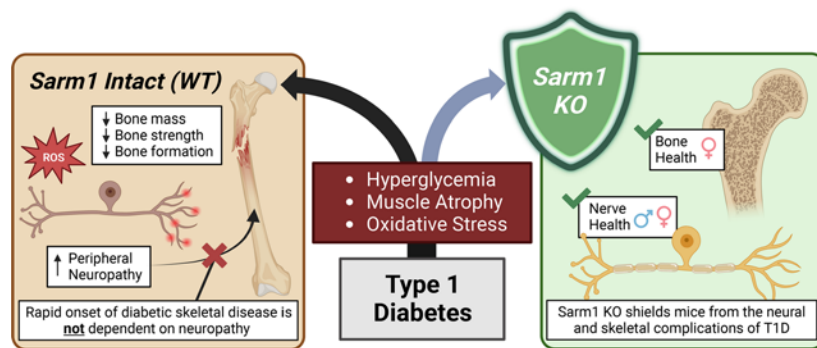 Sarm1 Intact (WT)
↓ Bone mass
↓ Bone strength
↓ Bone formation
ROS
↑ Peripheral
Neuropathy
Rapid onset of diabetic skeletal disease is
not dependent on neuropathy
• Hyperglycemia
• Muscle Atrophy
• Oxidative Stress
Type 1
Diabetes
Sarm1
KO
Bone
Health ♀
Nerve
Health ♂♀
Sarm1 KO shields mice from the neural
and skeletal complications of T1D